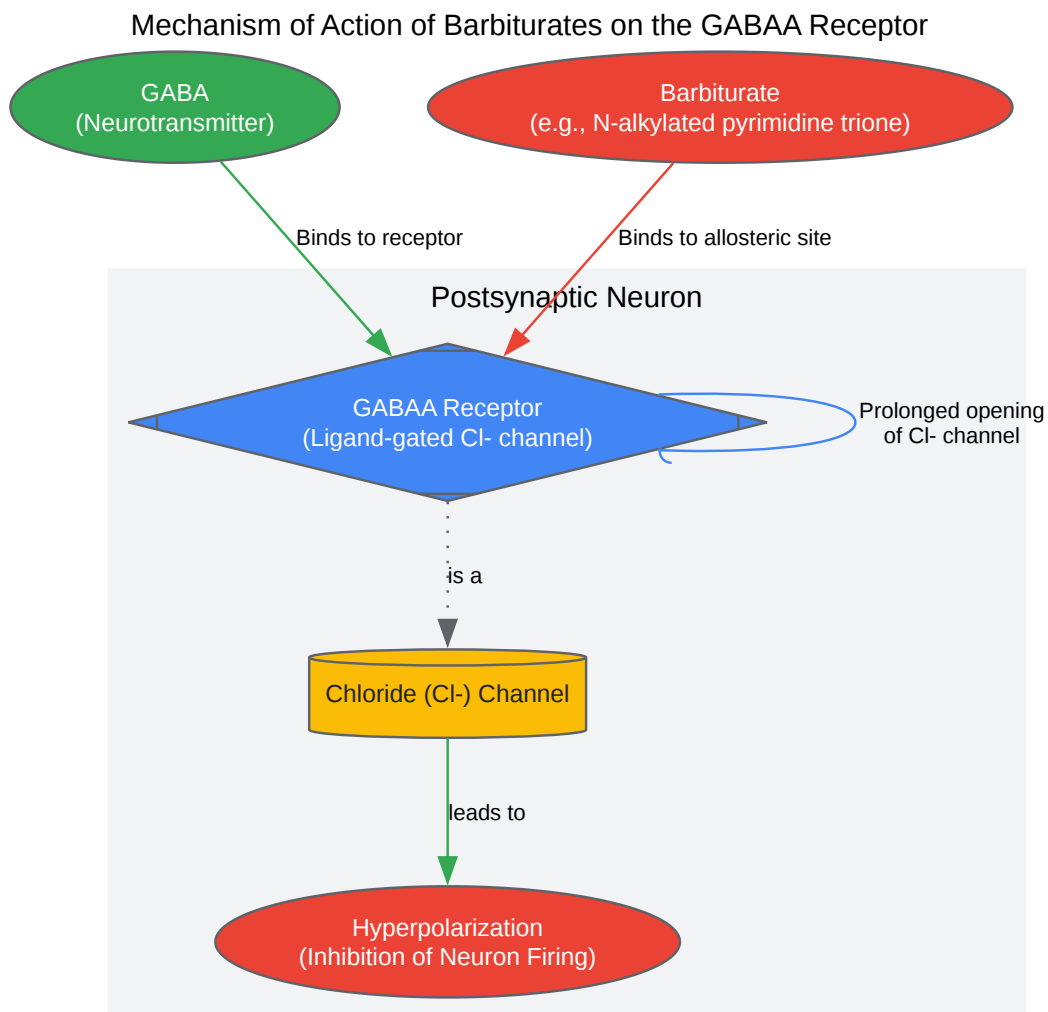 Mechanism of Action of Barbiturates on the GABAA Receptor
GABA
(Neurotransmitter)
Barbiturate
(e.g., N-alkylated pyrimidine trione)
Binds to receptor
Binds to allosteric site
Postsynaptic Neuron
GABAA Receptor
(Ligand-gated Cl- channel)
Prolonged opening
of Cl- channel
is a
Chloride (Cl-) Channel
leads to
Hyperpolarization
(Inhibition of Neuron Firing)